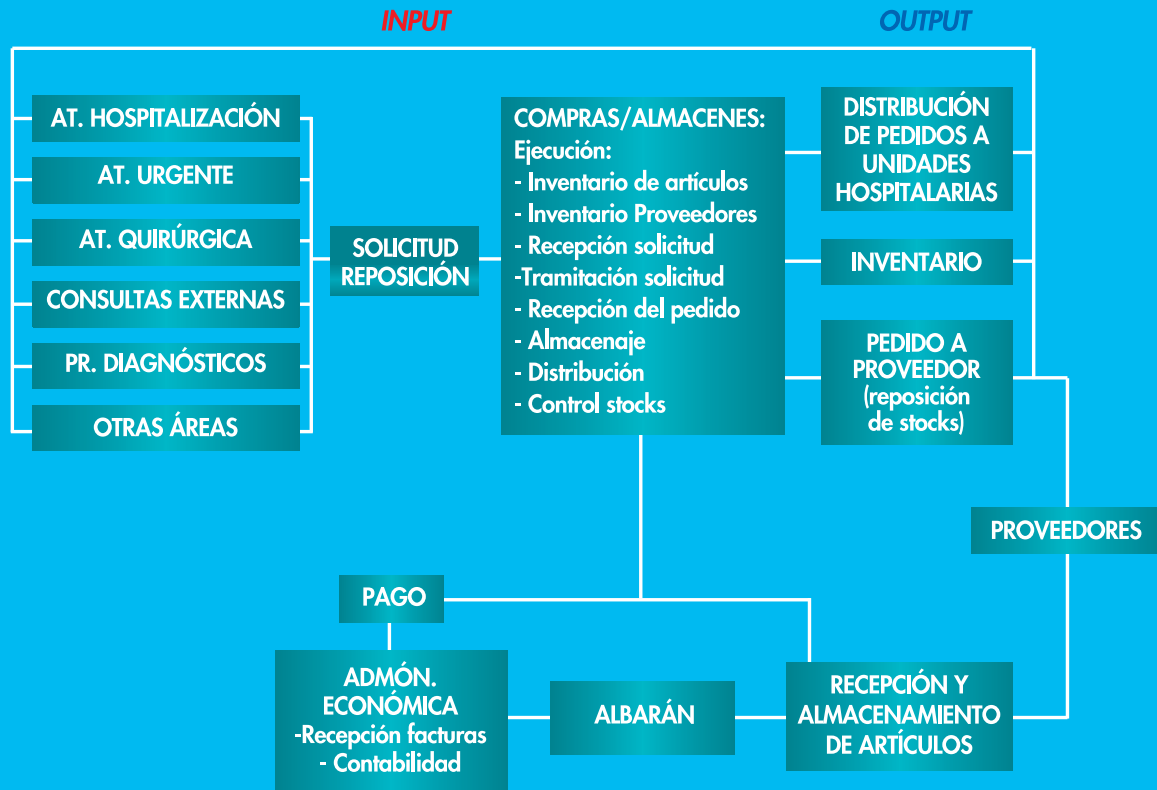 INPUT
OUTPUT
AT. HOSPITALIZACIÓN
AT. URGENTE
AT. QUIRÚRGICA
CONSULTAS EXTERNAS
PR. DIAGNÓSTICOS
OTRAS ÁREAS
SOLICITUD
REPOSICIÓN
COMPRAS/ALMACENES:
Ejecución:
- Inventario de artículos
- Inventario Proveedores
- Recepción solicitud
-Tramitación solicitud
- Recepción del pedido
- Almacenaje
- Distribución
- Control stocks
DISTRIBUCIÓN
DE PEDIDOS A
UNIDADES
HOSPITALARIAS
INVENTARIO
PEDIDO A
PROVEEDOR
(reposición
de stocks)
PROVEEDORES
PAGO
ADMÓN.
ECONÓMICA
-Recepción facturas
- Contabilidad
ALBARÁN
RECEPCIÓN Y
ALMACENAMIENTO
DE ARTÍCULOS